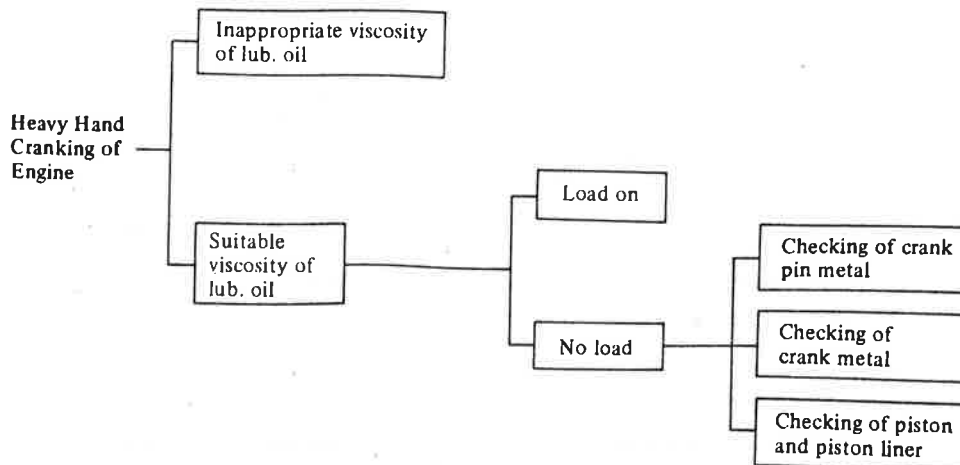 Inappropriate viscosity
of lub. oil
Heavy Hand
Cranking of
Engine
Load on
Suitable
viscosity of
lub. oil
Checking of crank
pin metal
No load
Checking of
crank metal
Checking of piston
and piston liner